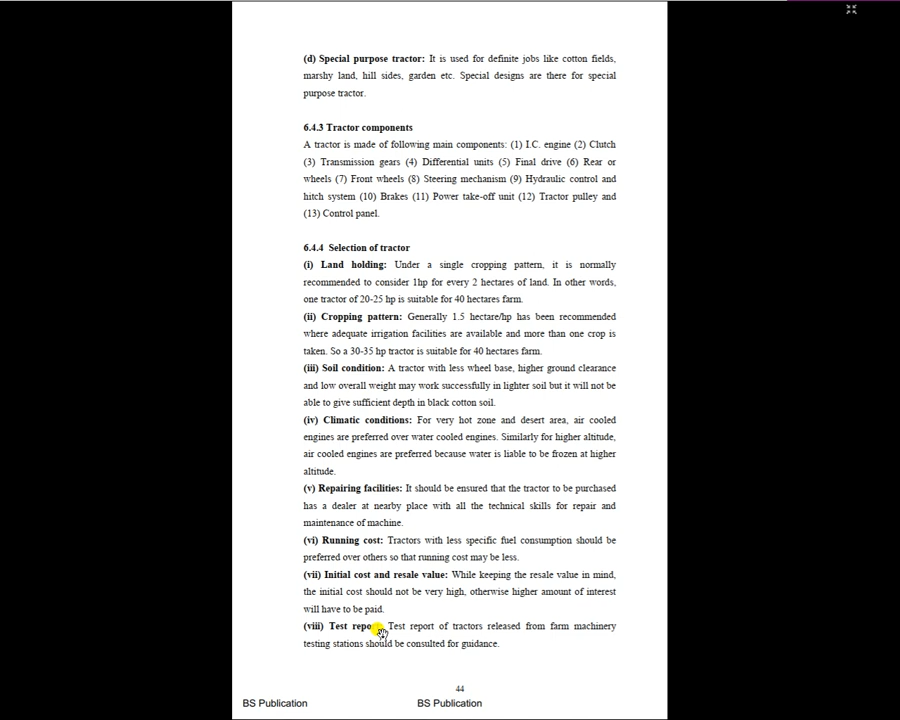 (d) Special purpose tractor: It is used for definite jobs like cotton fields,
marshy land, hill sides, garden etc. Special designs are there for special
purpose tractor.
6.4.3 Tractor components
A tractor is made of following main components: (1) I.C. engine (2) Clutch
(3) Transmission gears (4) Differential units (5) Final drive (6) Rear or
wheels (7) Front wheels (8) Steering mechanism (9) Hydraulic control and
hitch system (10) Brakes (11) Power take-off unit (12) Tractor pulley and
(13) Control panel.
6.4.4 Selection of tractor
(i) Land holding: Under a single cropping pattern, it is normally
recommended to consider 1hp for every 2 hectares of land. In other words,
one tractor of 20-25 hp is suitable for 40 hectares farm.
(ii) Cropping pattern: Generally 1.5 hectare/hp has been recommended
where adequate irrigation facilities are available and more than one crop is
taken. So a 30-35 hp tractor is suitable for 40 hectares farm.
(iii) Soil condition: A tractor with less wheel base, higher ground clearance
and low overall weight may work successfully in lighter soil but it will not be
able to give sufficient depth in black cotton soil.
(iv) Climatic conditions: For very hot zone and desert area, air cooled
engines are preferred over water cooled engines. Similarly for higher altitude,
air cooled engines are preferred because water is liable to be frozen at higher
altitude.
(v) Repairing facilities: It should be ensured that the tractor to be purchased
has a dealer at nearby place with all the technical skills for repair and
maintenance of machine.
(vi) Running cost: Tractors with less specific fuel consumption should be
preferred over others so that running cost may be less.
(vii) Initial cost and resale value: While keeping the resale value in mind,
the initial cost should not be very high, otherwise higher amount of interest
will have to be paid.
(viii) Test repo Test report of tractors released from farm machinery
testing stations should be consulted for guidance.
44
BS Publication BS Publication